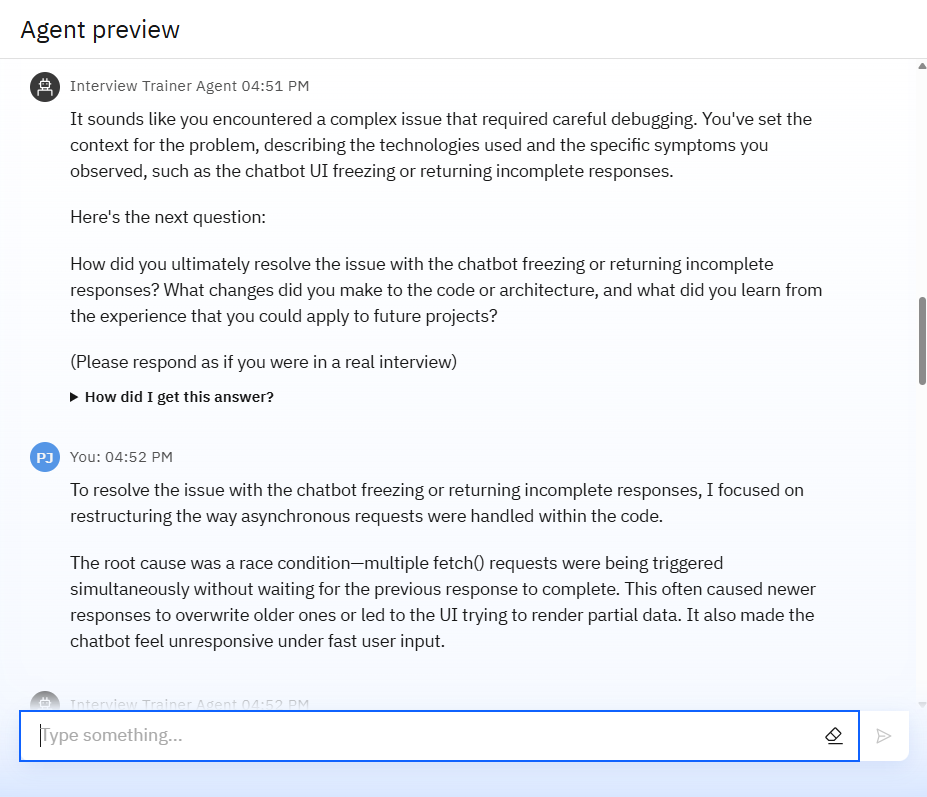 Agent preview
Interview Trainer Agent 04:51 PM
It sounds like you encountered a complex issue that required careful debugging. You've set the
context for the problem, describing the technologies used and the specific symptoms you
observed, such as the chatbot UI freezing or returning incomplete responses.
Here's the next question:
How did you ultimately resolve the issue with the chatbot freezing or returning incomplete
responses? What changes did you make to the code or architecture, and what did you learn from
the experience that you could apply to future projects?
(Please respond as if you were in a real interview)
How did I get this answer?
PJ You: 04:52 PM
To resolve the issue with the chatbot freezing or returning incomplete responses, I focused on
restructuring the way asynchronous requests were handled within the code.
The root cause was a race condition—multiple fetch() requests were being triggered
simultaneously without waiting for the previous response to complete. This often caused newer
responses to overwrite older ones or led to the UI trying to render partial data. It also made the
chatbot feel unresponsive under fast user input.
Interview Trainer Agent 04:52 PM
Type something...